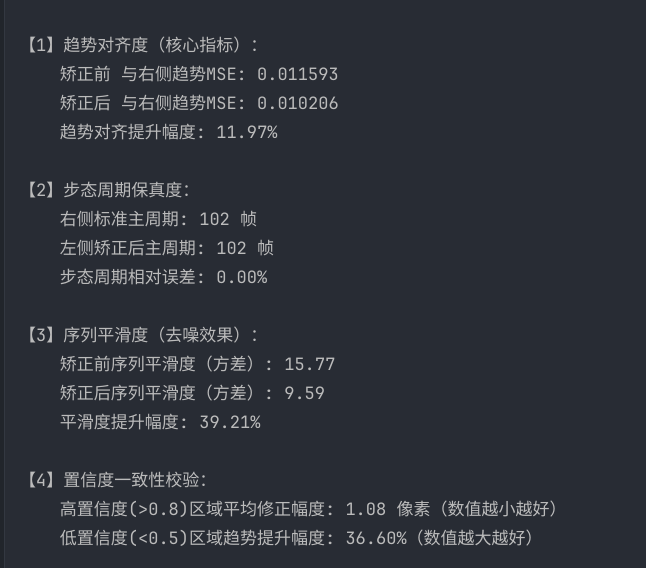 【1】趋势对齐度（核心指标）：
矫正前 与右侧趋势MSE: 0.011593
矫正后 与右侧趋势MSE: 0.010206
趋势对齐提升幅度: 11.97%
【2】步态周期保真度：
右侧标准主周期: 102 帧
左侧矫正后主周期: 102 帧
步态周期相对误差: 0.00%
【3】序列平滑度（去噪效果）：
矫正前序列平滑度（方差）: 15.77
矫正后序列平滑度（方差）: 9.59
平滑度提升幅度: 39.21%
【4】置信度一致性校验：
高置信度(>0.8)区域平均修正幅度: 1.08 像素（数值越小越好）
低置信度(<0.5)区域趋势提升幅度: 36.60%（数值越大越好）